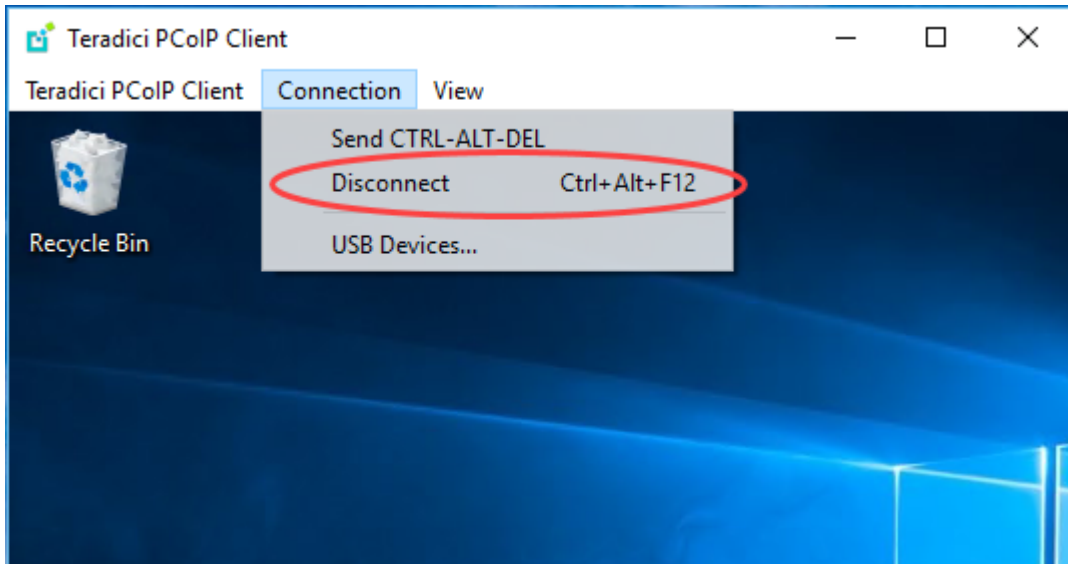 Teradici PCoIP Client
Teradici PCoIP Client Connection View
Send CTRL-ALT-DEL
Disconnect Ctrl+Alt+F12
USB Devices...
Recycle Bin